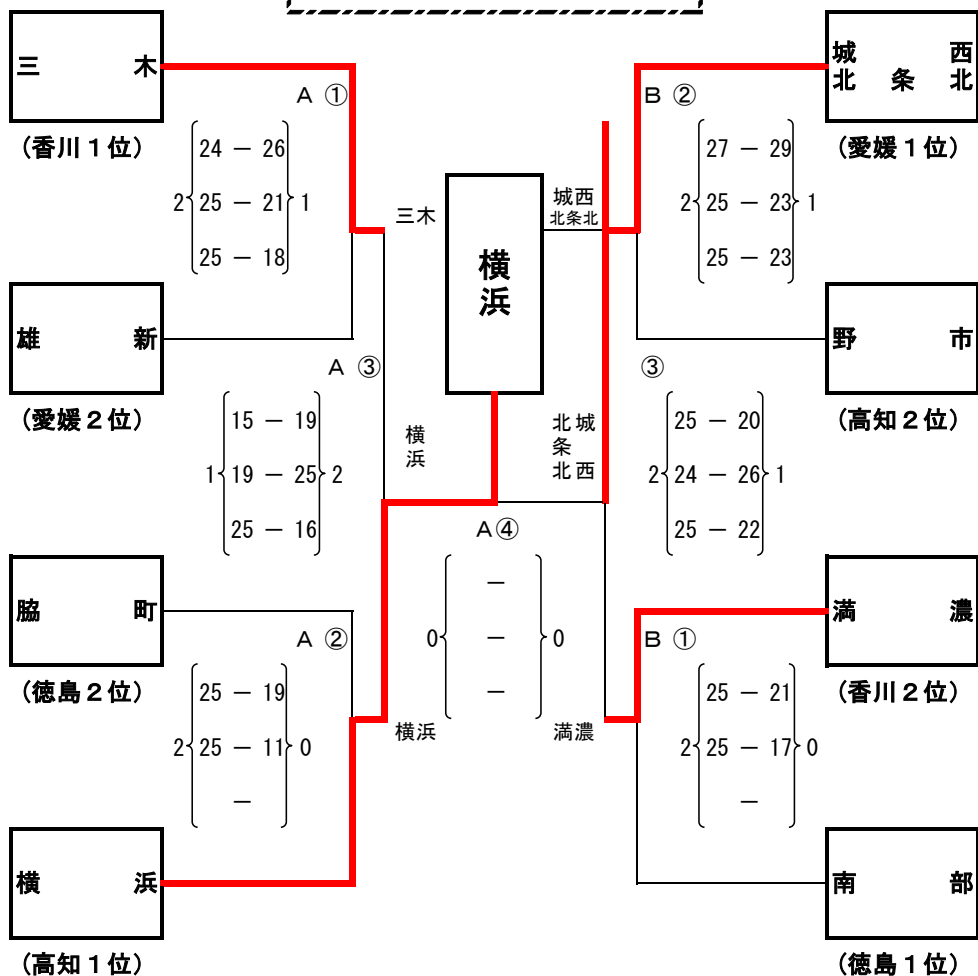 三木
(香川1位)
A ①
24 － 26
2 25 － 21 1
25 － 18
雄新
(愛媛2位)
三木
A ③
15 － 19
1 19 － 25 2
25 － 16
横浜
脇町
(徳島2位)
A ②
25 － 19
2 25 － 11 0
－
横浜
横浜
(高知1位)
横浜
A④
－
0 － 0
－
城西
北条北
(愛媛1位)
B ②
27 － 29
2 25 － 23 1
25 － 23
城西
北条北
野市
(高知2位)
③
25 － 20
2 24 － 26 1
25 － 22
城西
北条北
満濃
(香川2位)
B ①
25 － 21
2 25 － 17 0
－
満濃
南部
(徳島1位)